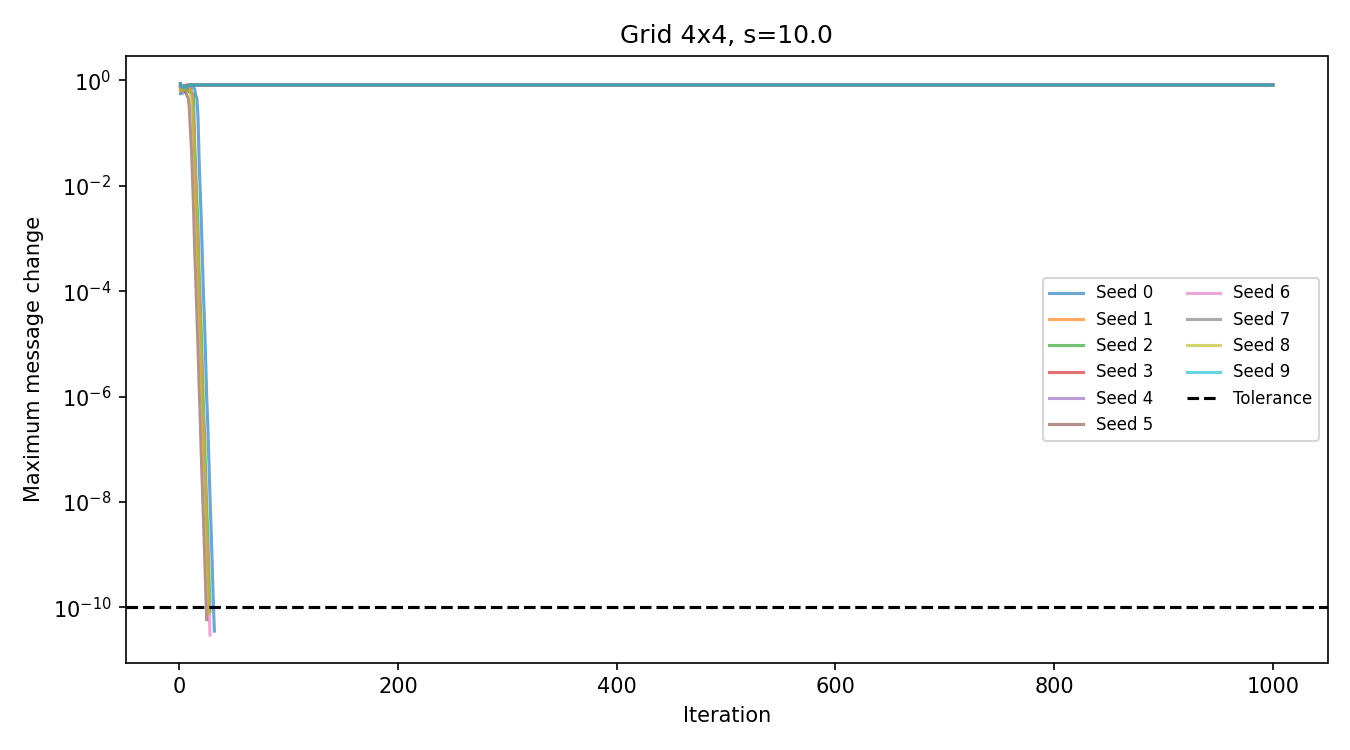 Grid 4x4, s=10.0
Maximum message change
10⁰
10⁻²
10⁻⁴
10⁻⁶
10⁻⁸
10⁻¹⁰
Seed 0
Seed 1
Seed 2
Seed 3
Seed 4
Seed 5
Seed 6
Seed 7
Seed 8
Seed 9
Tolerance
0 200 400 600 800 1000
Iteration